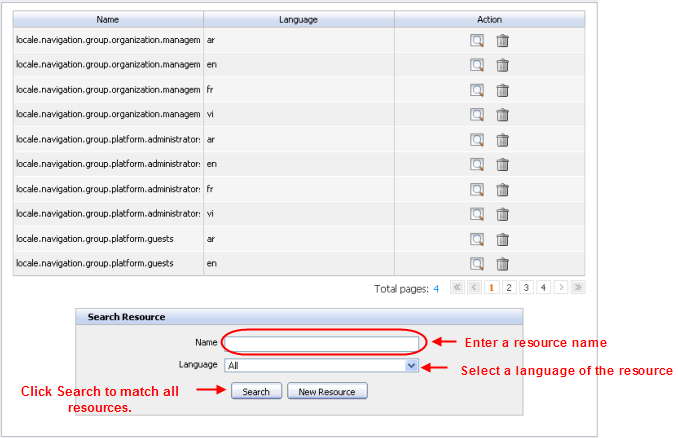 Name Language Action
locale.navigation.group.organization.managem ar
locale.navigation.group.organization.managem en
locale.navigation.group.organization.managem fr
locale.navigation.group.organization.managem vi
locale.navigation.group.platform.administrators ar
locale.navigation.group.platform.administrators en
locale.navigation.group.platform.administrators fr
locale.navigation.group.platform.administrators vi
locale.navigation.group.platform.guests ar
locale.navigation.group.platform.guests en
Total pages: 4 1 2 3 4
Search Resource
Name Enter a resource name
Language All Select a language of the resource
Click Search to match all
resources.
Search New Resource